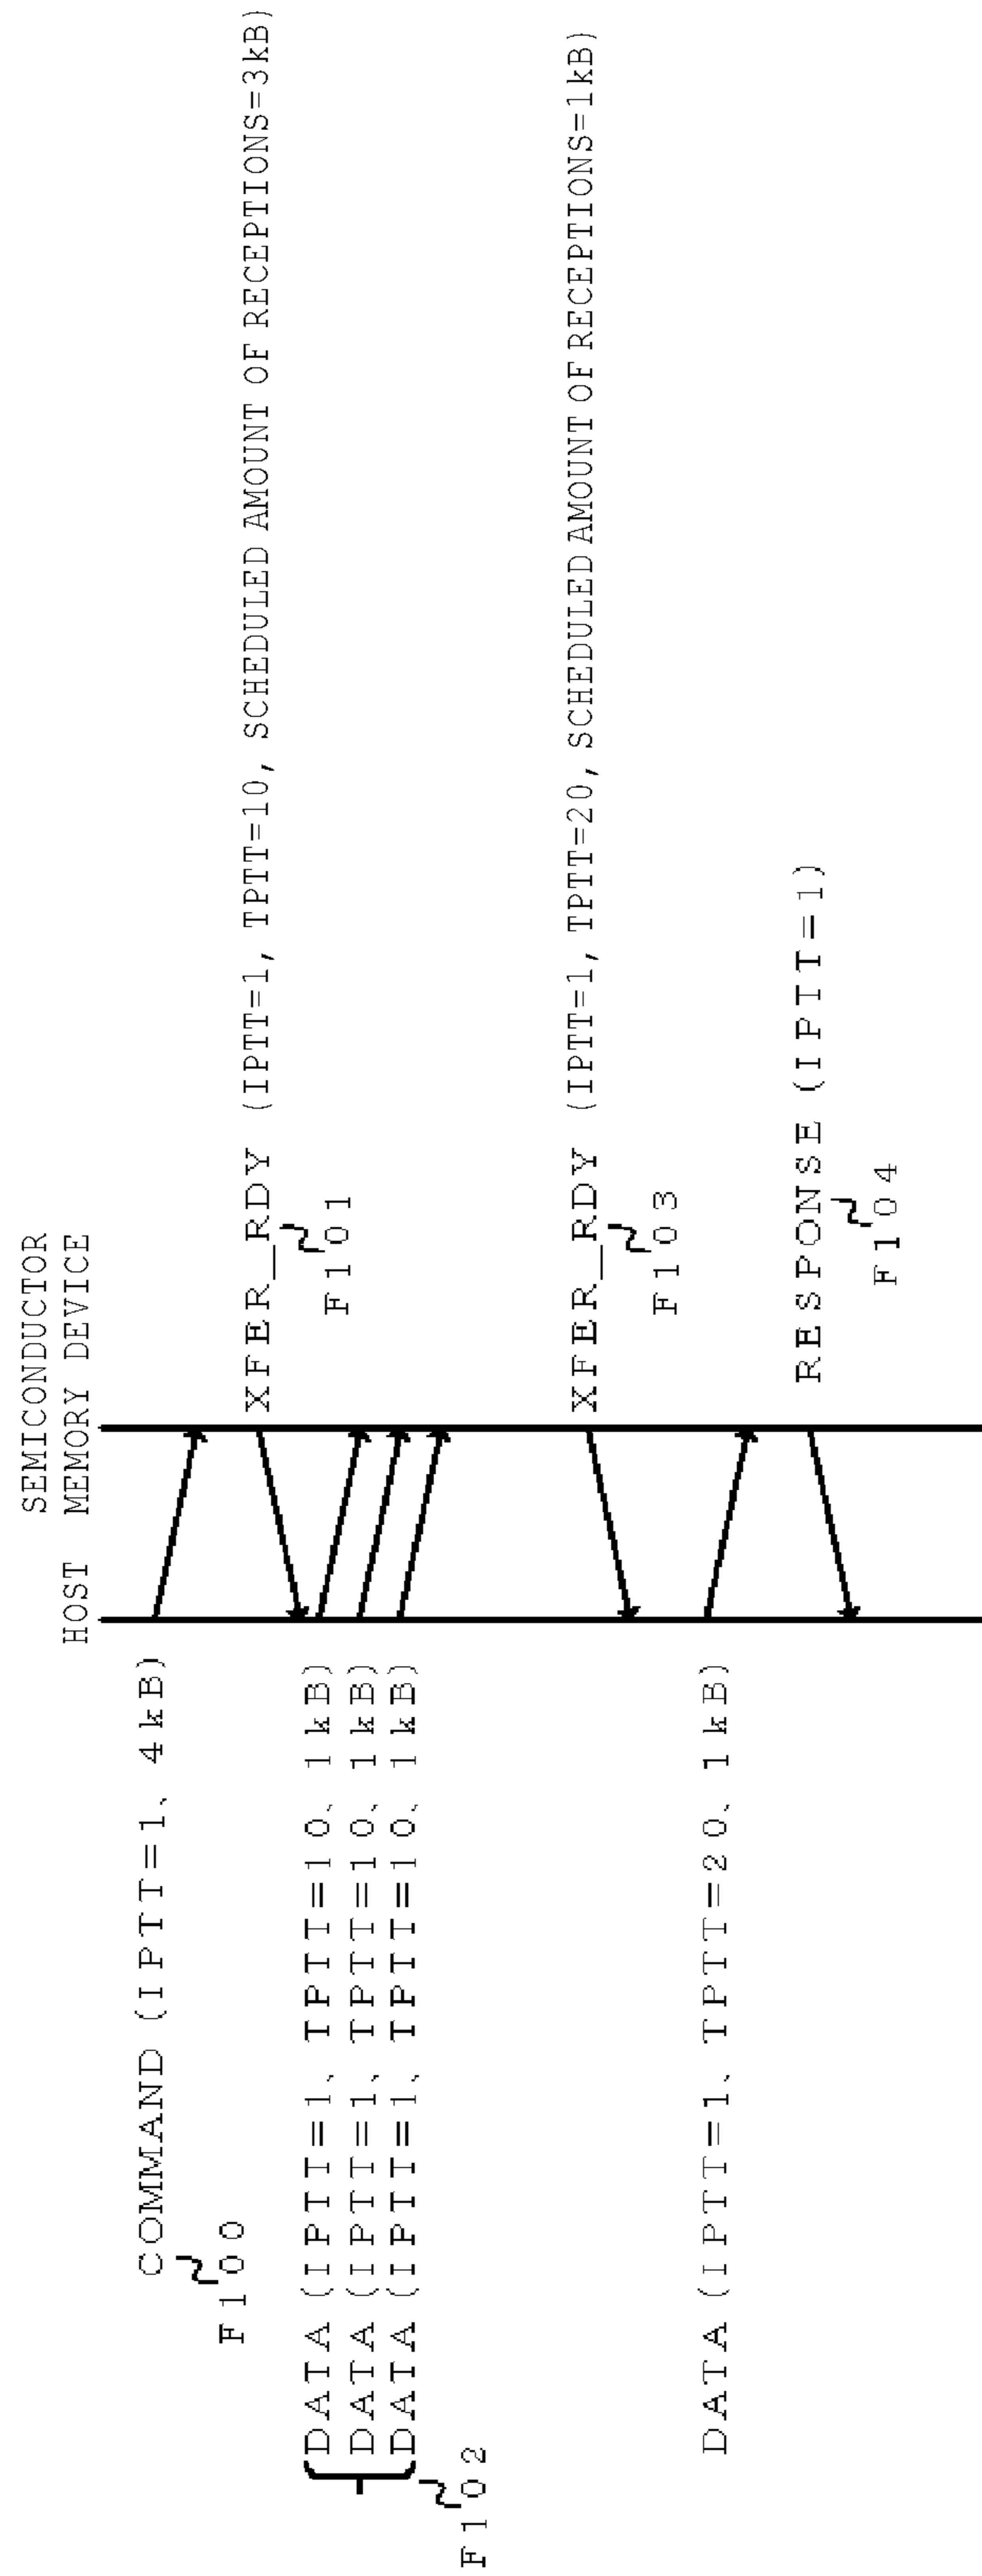 HOST
SEMICONDUCTOR
MEMORY DEVICE
COMMAND (IPTT=1、4kB)
F100
XFER_RDY (IPTT=1, TPTT=10, SCHEDULED AMOUNT OF RECEPTIONS=3kB)
F101
DATA (IPTT=1、TPTT=10、1kB)
DATA (IPTT=1、TPTT=10、1kB)
DATA (IPTT=1、TPTT=10、1kB)
F102
XFER_RDY (IPTT=1, TPTT=20, SCHEDULED AMOUNT OF RECEPTIONS=1kB)
F103
DATA (IPTT=1、TPTT=20、1kB)
RESPONSE (IPTT=1)
F104